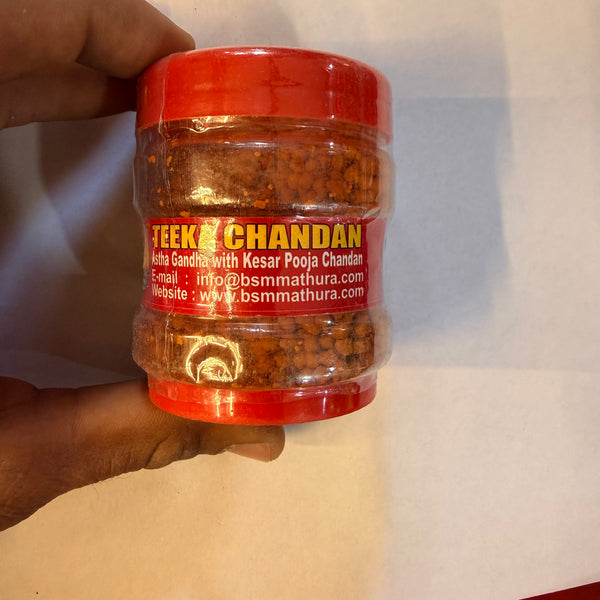 TEEKA CHANDAN
Astha Gandha with Kesar Pooja Chandan
E-mail : info@bsmmathura.com
Website : www.bsmmathura.com